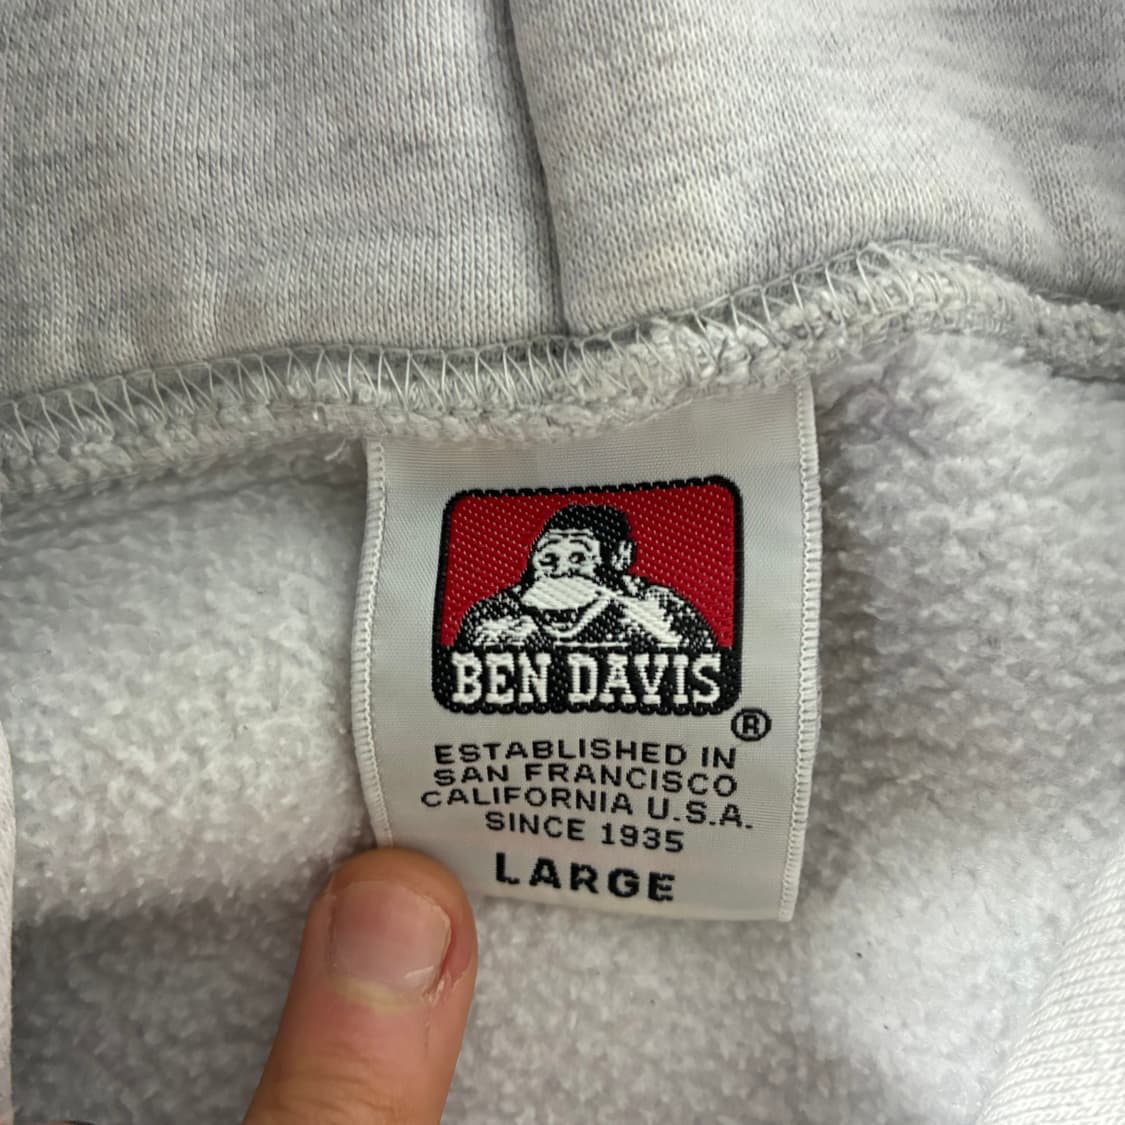 BEN DAVIS
®
ESTABLISHED IN
SAN FRANCISCO
CALIFORNIA U.S.A.
SINCE 1935
LARGE